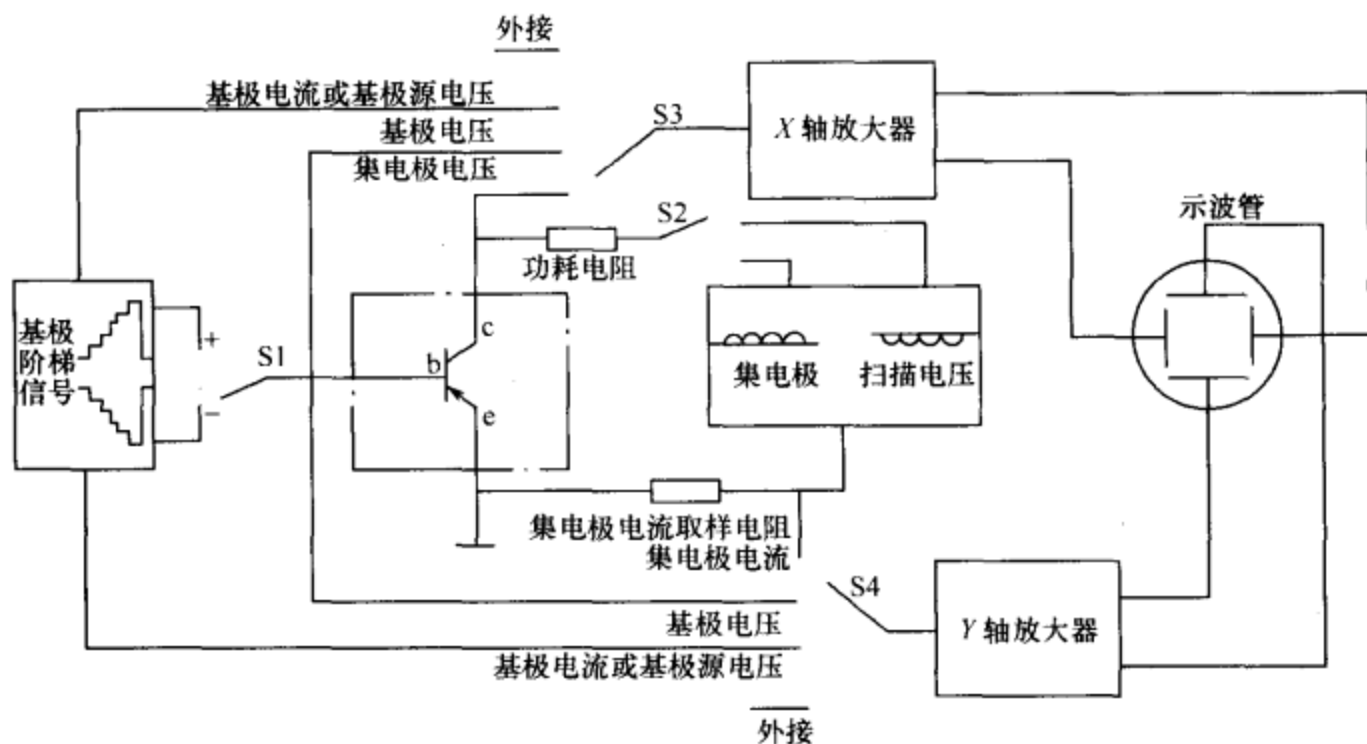 外接
基极电流或基极源电压
基极电压
集电极电压
S3
X 轴放大器
S2
功耗电阻
示波管
基极
阶梯
信号
+
−
S1
b
c
e
集电极
扫描电压
集电极电流取样电阻
集电极电流
S4
基极电压
基极电流或基极源电压
Y 轴放大器
外接